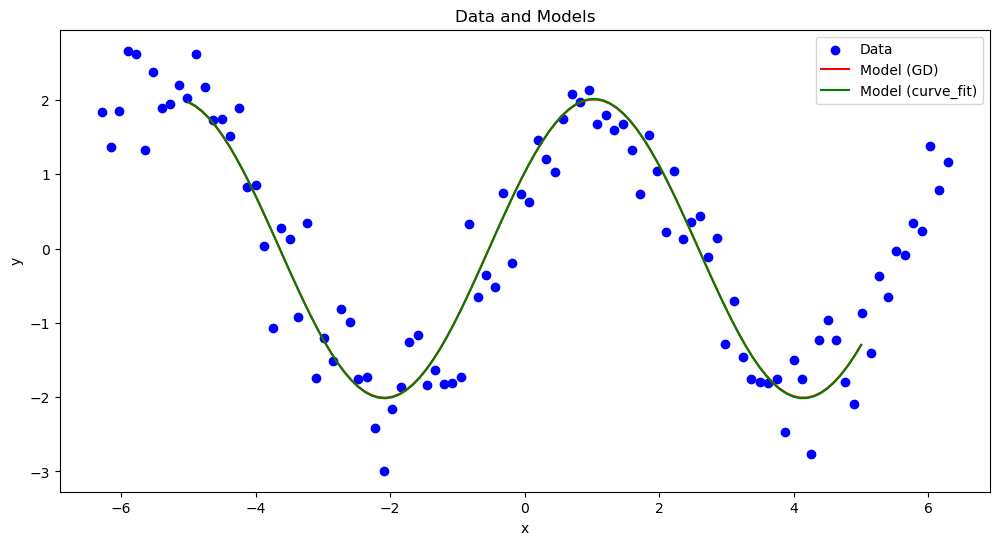 Data and Models
Data
Model (GD)
Model (curve_fit)
y
2
1
0
−1
−2
−3
−6
−4
−2
0
2
4
6
x